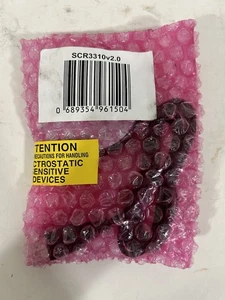 SCR3310v2.0
0 689354 961504
TENTION
ECAUTIONS FOR HANDLING
CTROSTATIC
ENSITIVE
DEVICES